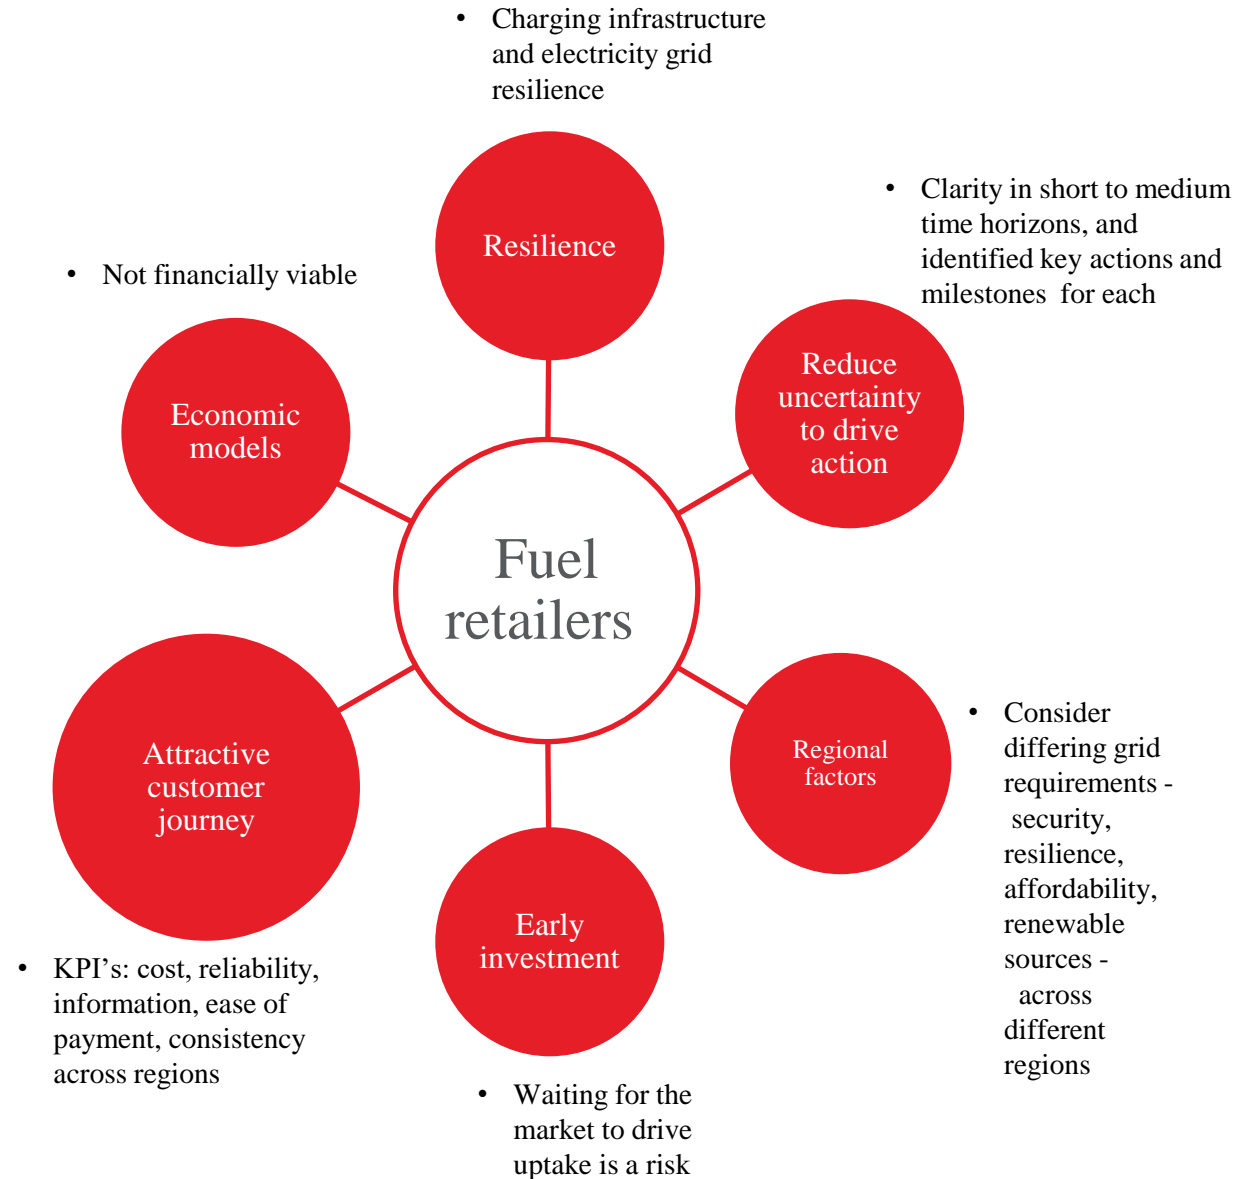 • Charging infrastructure
and electricity grid
resilience
Resilience
• Clarity in short to medium
time horizons, and
identified key actions and
milestones  for each
Reduce
uncertainty
to drive
action
• Not financially viable
Economic
models
Fuel
retailers
Regional
factors
• Consider
differing grid
requirements -
security,
resilience,
affordability,
renewable
sources -
across
different
regions
Attractive
customer
journey
• KPI's: cost, reliability,
information, ease of
payment, consistency
across regions
Early
investment
• Waiting for the
market to drive
uptake is a risk